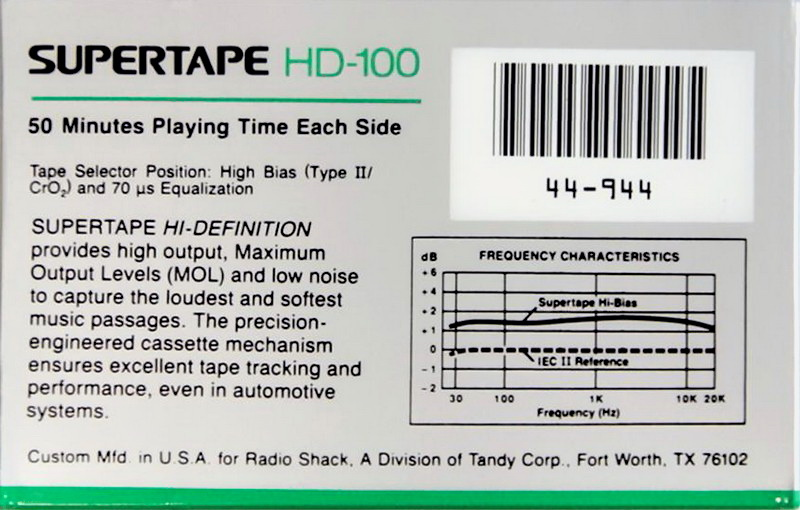 SUPERTAPE HD-100
50 Minutes Playing Time Each Side
Tape Selector Position: High Bias (Type II/
CrO₂) and 70 µs Equalization
SUPERTAPE HI-DEFINITION
provides high output, Maximum
Output Levels (MOL) and low noise
to capture the loudest and softest
music passages. The precision-
engineered cassette mechanism
ensures excellent tape tracking and
performance, even in automotive
systems.
44-944
dB FREQUENCY CHARACTERISTICS
+6
+4
Supertape Hi-Bias
+2
+1
0
IEC II Reference
-1
-2
30 100 1K 10K 20K
Frequency (Hz)
Custom Mfd. in U.S.A. for Radio Shack, A Division of Tandy Corp., Fort Worth, TX 76102